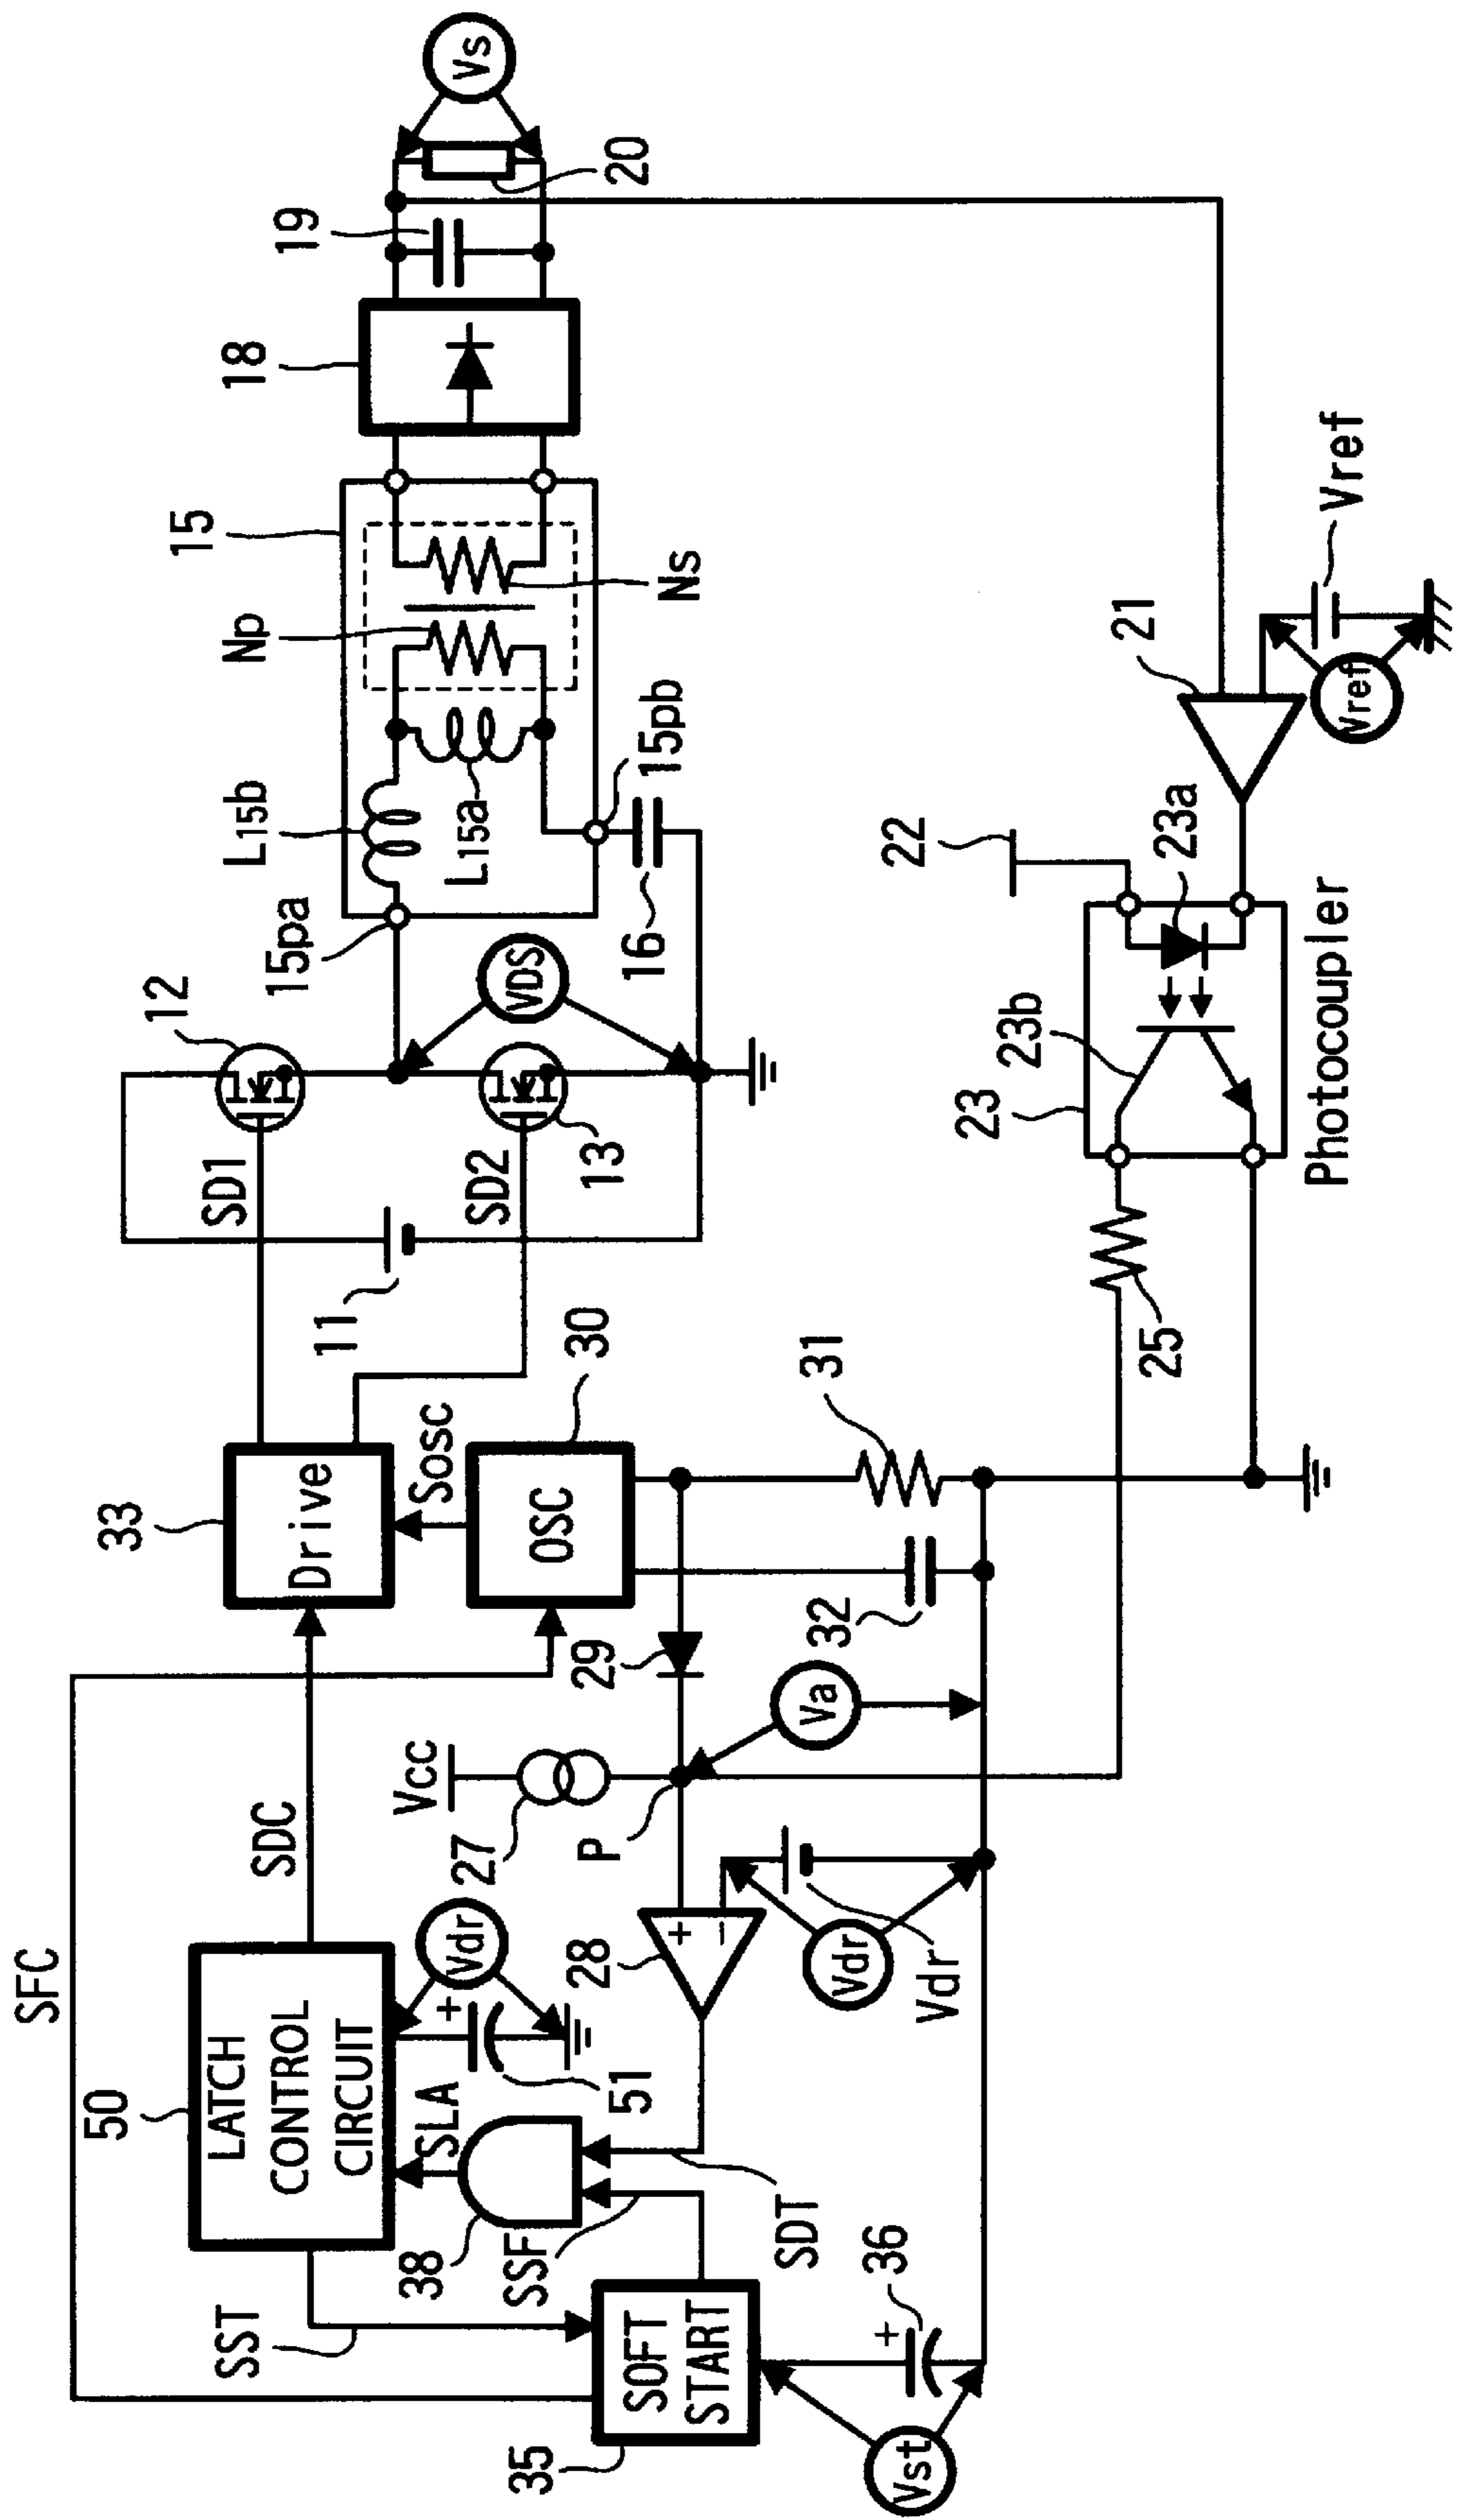 SFC
50
LATCH
CONTROL
CIRCUIT
SST
SDC
33
Drive
SD1
12
15pa
L15b
Np
15
18
19
Vs
20
Ns
15pb
L15a
16
VDS
13
SD2
11
30
Sosc
OSC
31
32
29
Vcc
27
P
Va
Vdr
+
51
SLA
38
SSF
SDT
28
+
−
Vdr
Vdr
35
SOFT
START
36
+
Vst
25
23
23b
23a
22
21
Vref
Vref
Photocoupler